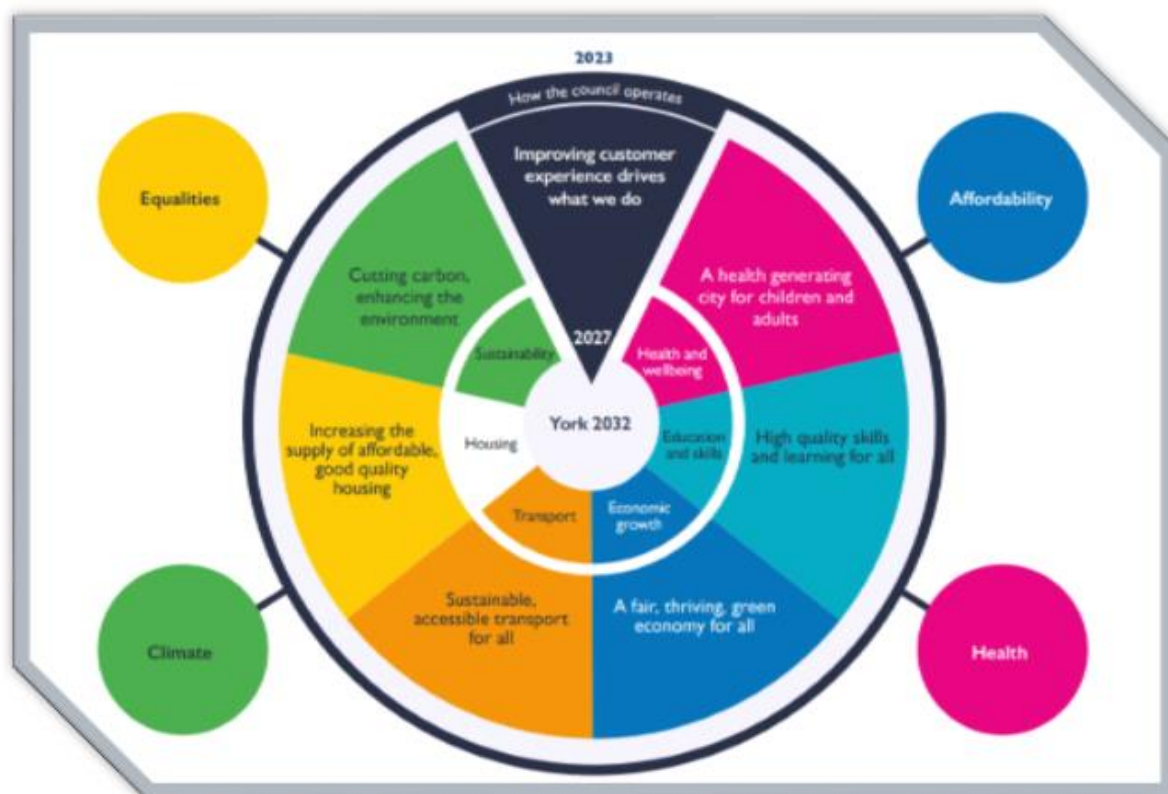 2023
How the council operates
Improving customer
experience drives
what we do
2027
York 2032
Equalities
Affordability
Climate
Health
Cutting carbon,
enhancing the
environment
Sustainability
A health generating
city for children and
adults
Health and
wellbeing
Increasing the
supply of affordable,
good quality
housing
Housing
Education
and skills
High quality skills
and learning for all
Transport
Economic
growth
Sustainable,
accessible transport
for all
A fair, thriving, green
economy for all